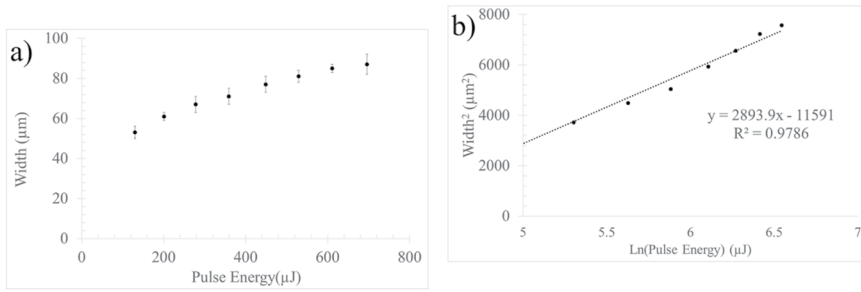 a)
100
80
60
40
20
0
Width (µm)
0 200 400 600 800
Pulse Energy(µJ)
b)
8000
6000
4000
2000
0
Width² (µm²)
y = 2893.9x - 11591
R² = 0.9786
5 5.5 6 6.5 7
Ln(Pulse Energy) (µJ)